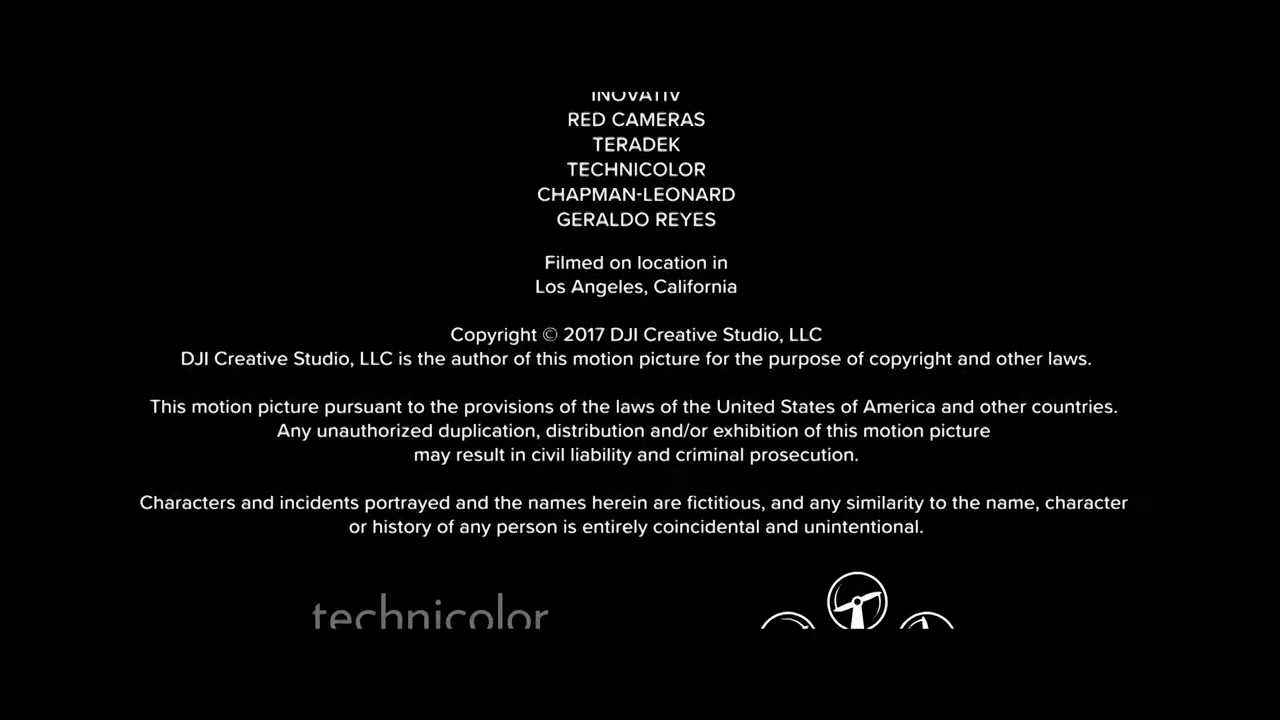 INOVATIV
RED CAMERAS
TERADEK
TECHNICOLOR
CHAPMAN-LEONARD
GERALDO REYES
Filmed on location in
Los Angeles, California
Copyright © 2017 DJI Creative Studio, LLC
DJI Creative Studio, LLC is the author of this motion picture for the purpose of copyright and other laws.
This motion picture pursuant to the provisions of the laws of the United States of America and other countries.
Any unauthorized duplication, distribution and/or exhibition of this motion picture
may result in civil liability and criminal prosecution.
Characters and incidents portrayed and the names herein are fictitious, and any similarity to the name, character
or history of any person is entirely coincidental and unintentional.
technicolor